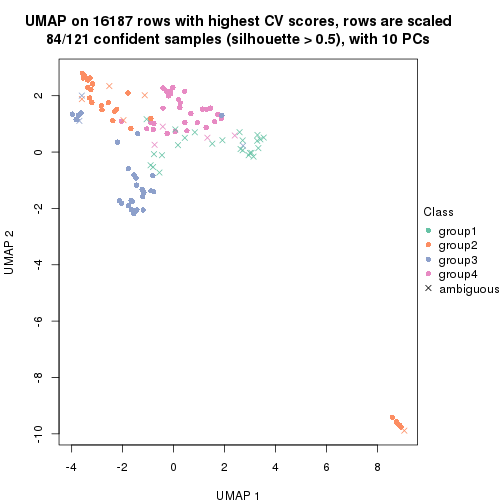 UMAP on 16187 rows with highest CV scores, rows are scaled
84/121 confident samples (silhouette > 0.5), with 10 PCs
UMAP 2
2
0
-2
-4
-6
-8
-10
-4
-2
0
2
4
6
8
UMAP 1
Class
group1
group2
group3
group4
ambiguous